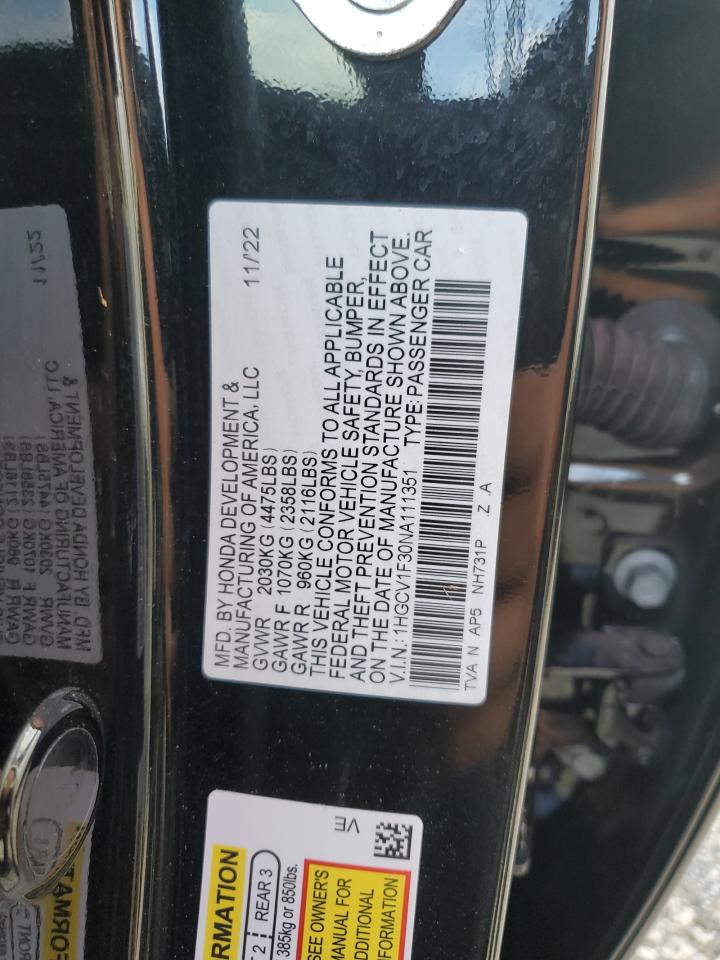 MFD. BY HONDA DEVELOPMENT &
MANUFACTURING OF AMERICA, LLC 11/'22
GVWR 2030KG (4475LBS)
GAWR F 1070KG (2358LBS)
GAWR R 960KG (2116LBS)
THIS VEHICLE CONFORMS TO ALL APPLICABLE
FEDERAL MOTOR VEHICLE SAFETY, BUMPER,
AND THEFT PREVENTION STANDARDS IN EFFECT
ON THE DATE OF MANUFACTURE SHOWN ABOVE.
V.I.N.: 1HGCV1F30NA111351 TYPE: PASSENGER CAR
TVA N AP5 NH731P Z .A
RMATION
2 REAR 3
385kg or 850lbs.
SEE OWNER'S
MANUAL FOR
ADDITIONAL
INFORMATION
VE